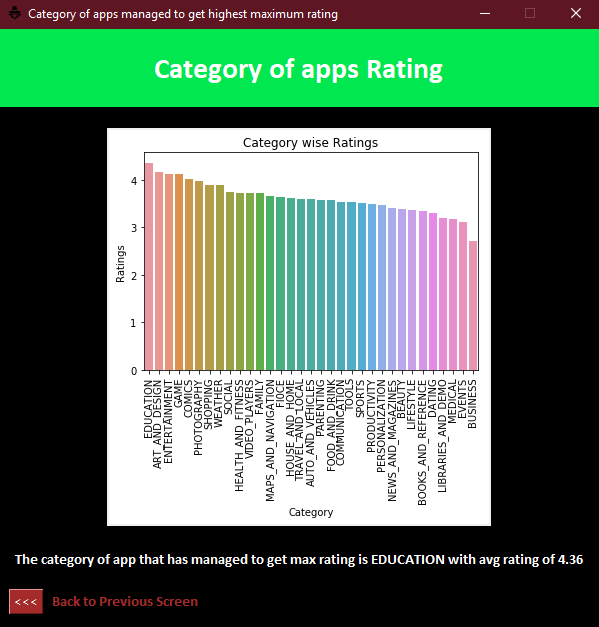 Category of apps managed to get highest maximum rating
Category of apps Rating
Category wise Ratings
Ratings
4
3
2
1
0
EDUCATION
ART_AND_DESIGN
ENTERTAINMENT
GAME
COMICS
PHOTOGRAPHY
SHOPPING
WEATHER
SOCIAL
HEALTH_AND_FITNESS
VIDEO_PLAYERS
FAMILY
MAPS_AND_NAVIGATION
FI0CE
HOUSE_AND_HOME
TRAVEL_AND_LOCAL
AUTO_AND_VEHICLES
PARENTING
FOOD_AND_DRINK
COMMUNICATION
TOOLS
SPORTS
PRODUCTIVITY
PERSONALIZATION
NEWS_AND_MAGAZINES
BEAUTY
LIFESTYLE
BOOKS_AND_REFERENCE
DATING
LIBRARIES_AND_DEMO
MEDICAL
EVENTS
BUSINESS
Category
The category of app that has managed to get max rating is EDUCATION with avg rating of 4.36
<<< Back to Previous Screen